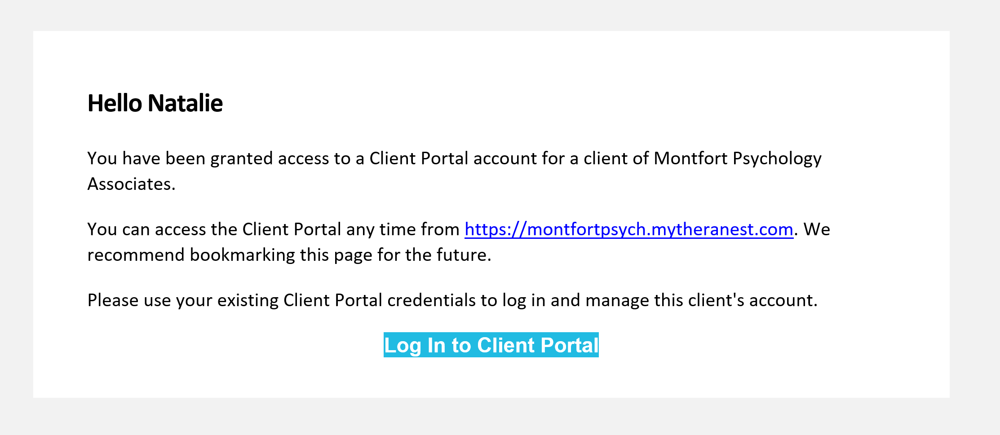 Hello Natalie
You have been granted access to a Client Portal account for a client of Montfort Psychology
Associates.
You can access the Client Portal any time from https://montfortpsych.mytheranest.com. We
recommend bookmarking this page for the future.
Please use your existing Client Portal credentials to log in and manage this client's account.
Log In to Client Portal